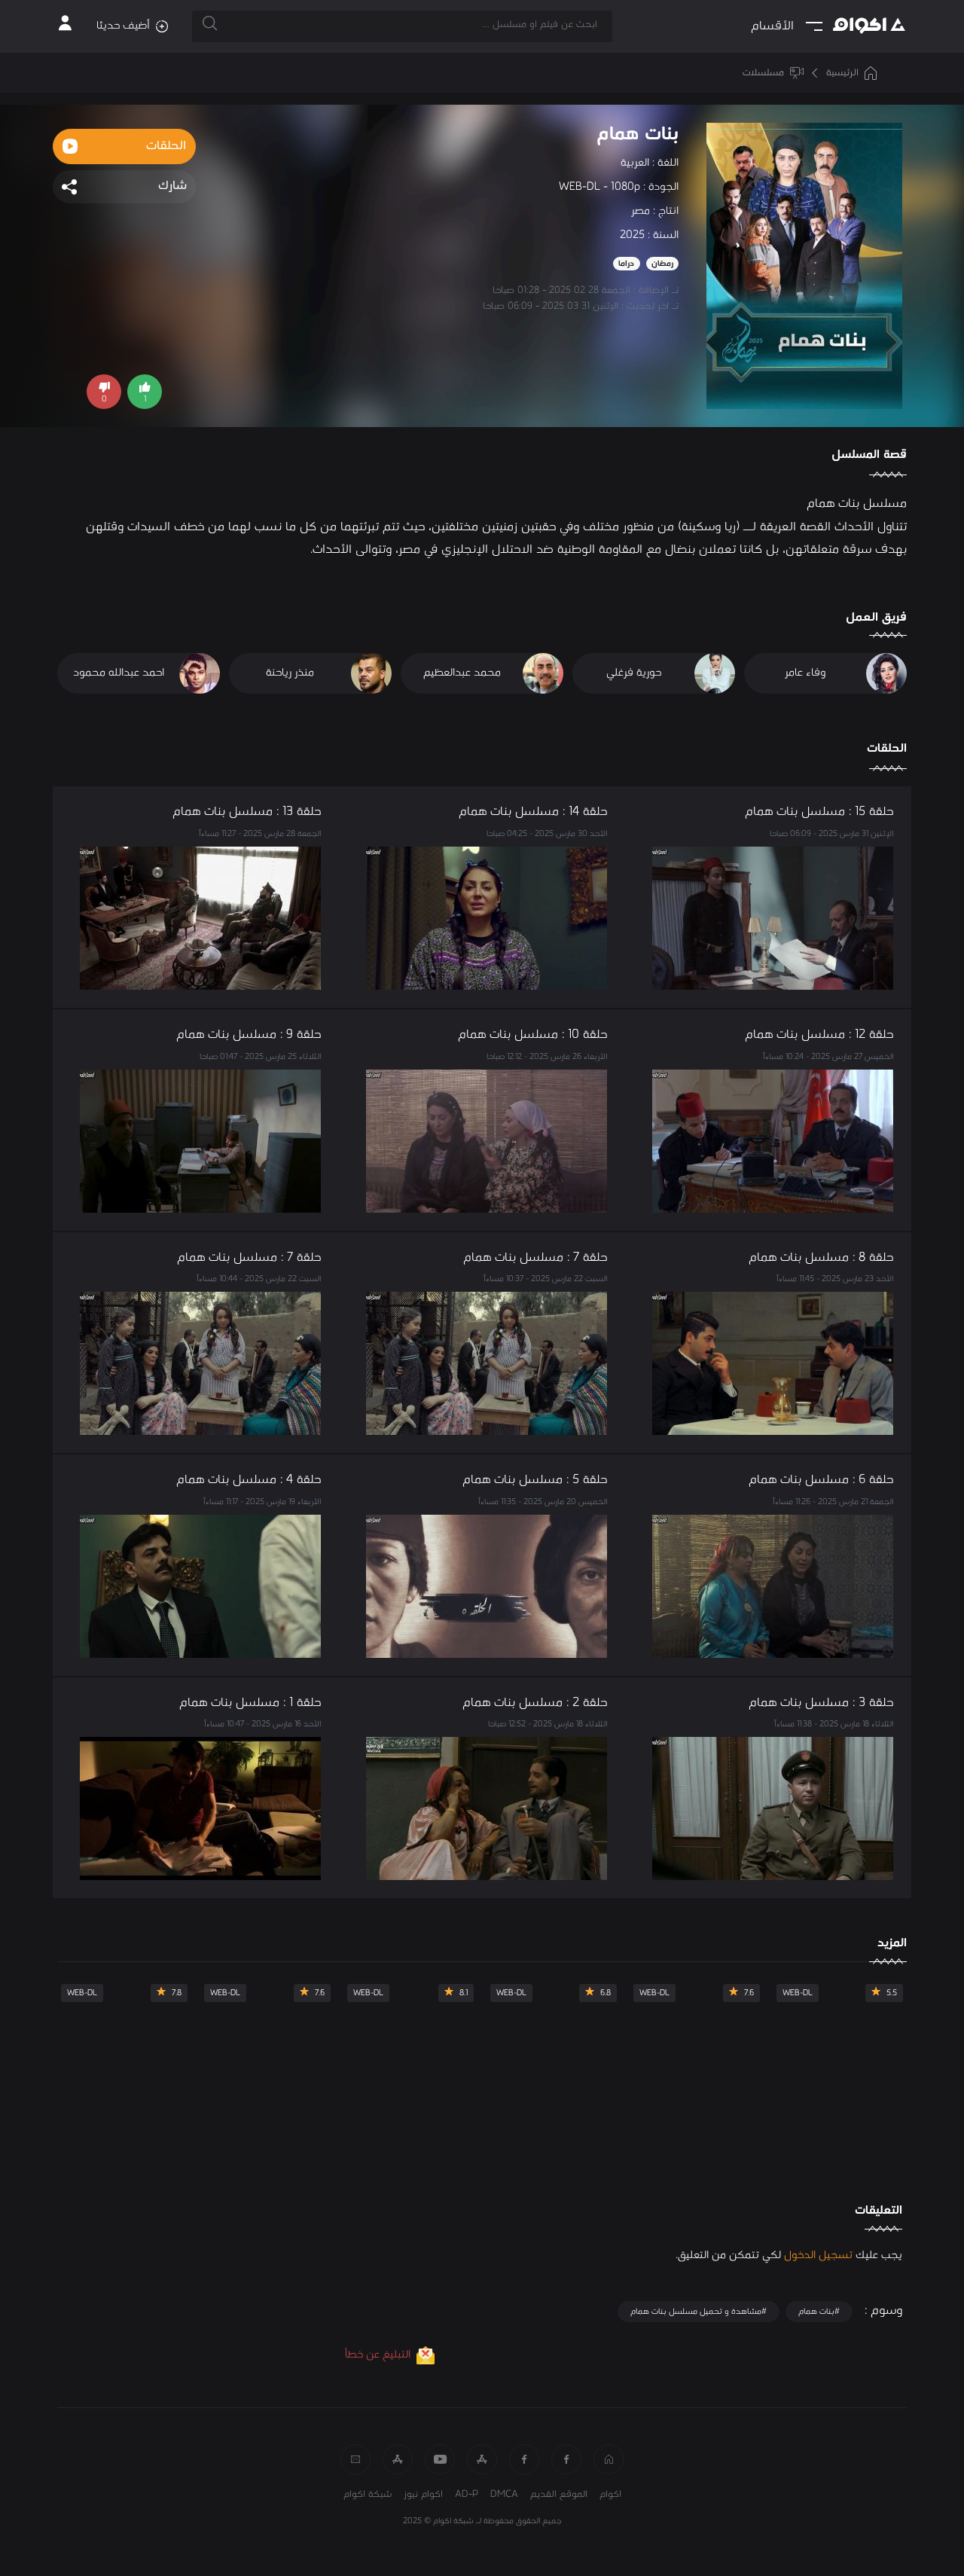 اكوام
الأقسام
ابحث عن فيلم او مسلسل ...
أضيف حديثا
الرئيسية
مسلسلات
بنات همام
اللغة : العربية
الجودة : WEB-DL - 1080p
انتاج : مصر
السنة : 2025
رمضان دراما
تـ الإضافة : الجمعة 28 02 2025 - 01:28 صباحا
تـ اخر تحديث : الإثنين 31 03 2025 - 06:09 صباحا
الحلقات
شارك
1
0
بنات همام
2025
قصة المسلسل
مسلسل بنات همام
تتناول الأحداث القصة العريقة لـــ (ريا وسكينة) من منظور مختلف وفي حقبتين زمنيتين مختلفتين، حيث تتم تبرئتهما من كل ما نسب لهما من خطف السيدات وقتلهن
بهدف سرقة متعلقاتهن، بل كانتا تعملان بنضال مع المقاومة الوطنية ضد الاحتلال الإنجليزي في مصر، وتتوالى الأحداث.
فريق العمل
وفاء عامر
حورية فرغلي
محمد عبدالعظيم
منذر رياحنة
احمد عبدالله محمود
الحلقات
حلقة 15 : مسلسل بنات همام
الإثنين 31 مارس 2025 - 06:09 صباحا
حلقة 14 : مسلسل بنات همام
الأحد 30 مارس 2025 - 04:25 صباحا
حلقة 13 : مسلسل بنات همام
الجمعة 28 مارس 2025 - 11:27 مساءاً
حلقة 12 : مسلسل بنات همام
الخميس 27 مارس 2025 - 10:24 مساءاً
حلقة 10 : مسلسل بنات همام
الأربعاء 26 مارس 2025 - 12:12 صباحا
حلقة 9 : مسلسل بنات همام
الثلاثاء 25 مارس 2025 - 01:47 صباحا
حلقة 8 : مسلسل بنات همام
الأحد 23 مارس 2025 - 11:45 مساءاً
حلقة 7 : مسلسل بنات همام
السبت 22 مارس 2025 - 10:37 مساءاً
حلقة 7 : مسلسل بنات همام
السبت 22 مارس 2025 - 10:44 مساءاً
حلقة 6 : مسلسل بنات همام
الجمعة 21 مارس 2025 - 11:26 مساءاً
حلقة 5 : مسلسل بنات همام
الخميس 20 مارس 2025 - 11:35 مساءاً
الحلقه ٥
حلقة 4 : مسلسل بنات همام
الأربعاء 19 مارس 2025 - 11:17 مساءاً
حلقة 3 : مسلسل بنات همام
الثلاثاء 18 مارس 2025 - 11:38 مساءاً
حلقة 2 : مسلسل بنات همام
الثلاثاء 18 مارس 2025 - 12:52 صباحا
حلقة 1 : مسلسل بنات همام
الأحد 16 مارس 2025 - 10:47 مساءاً
المزيد
5.5 WEB-DL
7.6 WEB-DL
6.8 WEB-DL
8.1 WEB-DL
7.6 WEB-DL
7.8 WEB-DL
التعليقات
يجب عليك تسجيل الدخول لكي تتمكن من التعليق.
وسوم :
#بنات همام
#مشاهدة و تحميل مسلسل بنات همام
التبليغ عن خطأ
اكوام
الموقع القديم
DMCA
AD-P
اكوام نيوز
شبكة اكوام
جميع الحقوق محفوظة لـ شبكة اكوام © 2025